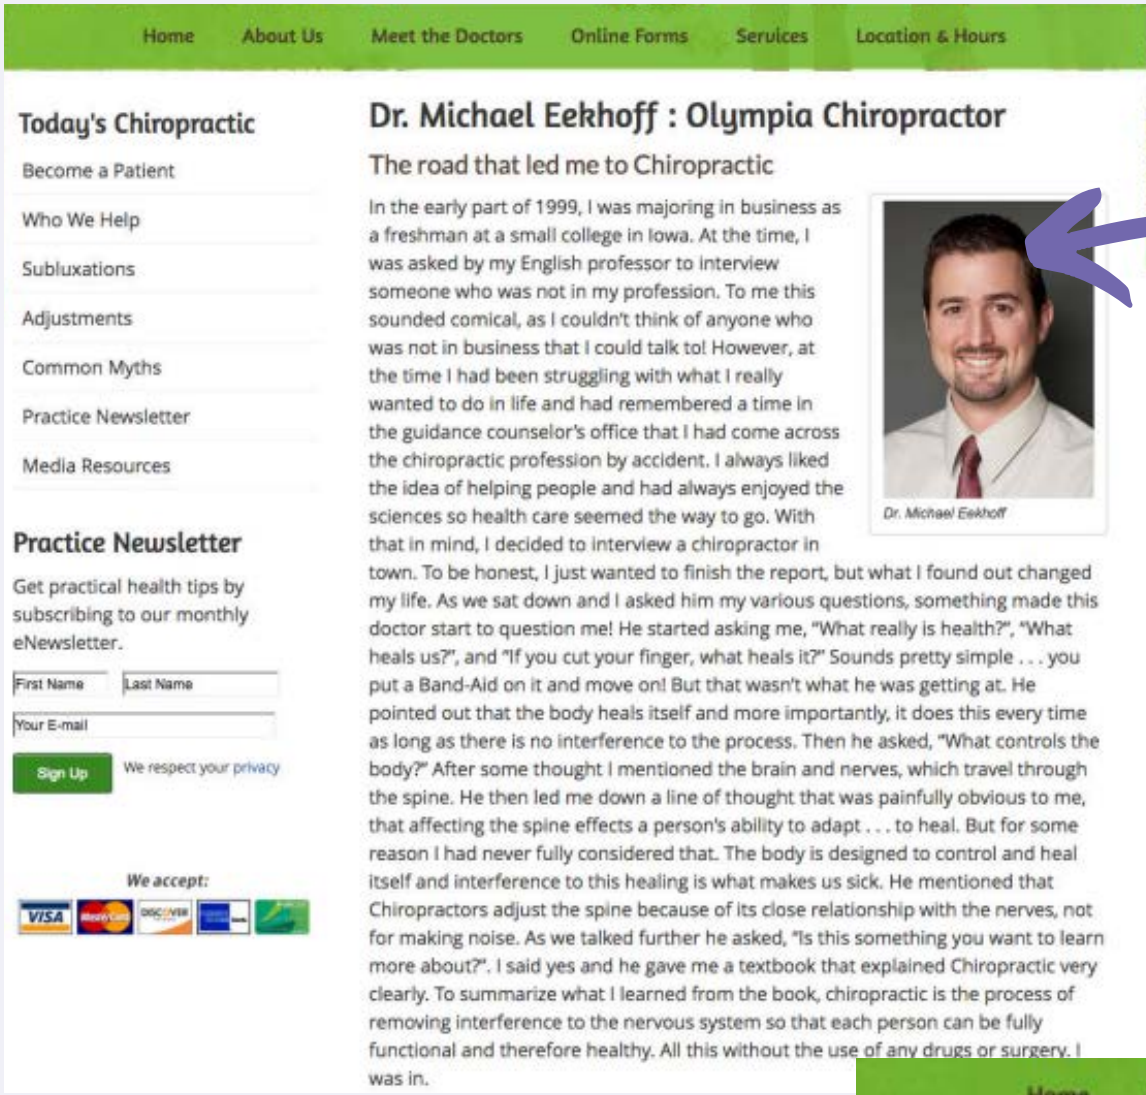 Home About Us Meet the Doctors Online Forms Services Location & Hours
Today's Chiropractic
Become a Patient
Who We Help
Subluxations
Adjustments
Common Myths
Practice Newsletter
Media Resources
Practice Newsletter
Get practical health tips by
subscribing to our monthly
eNewsletter.
First Name Last Name
Your E-mail
Sign Up We respect your privacy
We accept:
VISA MasterCard DISCOVER
Dr. Michael Eekhoff : Olympia Chiropractor
The road that led me to Chiropractic
In the early part of 1999, I was majoring in business as
a freshman at a small college in Iowa. At the time, I
was asked by my English professor to interview
someone who was not in my profession. To me this
sounded comical, as I couldn't think of anyone who
was not in business that I could talk to! However, at
the time I had been struggling with what I really
wanted to do in life and had remembered a time in
the guidance counselor's office that I had come across
the chiropractic profession by accident. I always liked
the idea of helping people and had always enjoyed the
sciences so health care seemed the way to go. With
that in mind, I decided to interview a chiropractor in
town. To be honest, I just wanted to finish the report, but what I found out changed
my life. As we sat down and I asked him my various questions, something made this
doctor start to question me! He started asking me, "What really is health?", "What
heals us?", and "If you cut your finger, what heals it?" Sounds pretty simple . . . you
put a Band-Aid on it and move on! But that wasn't what he was getting at. He
pointed out that the body heals itself and more importantly, it does this every time
as long as there is no interference to the process. Then he asked, "What controls the
body?" After some thought I mentioned the brain and nerves, which travel through
the spine. He then led me down a line of thought that was painfully obvious to me,
that affecting the spine effects a person's ability to adapt . . . to heal. But for some
reason I had never fully considered that. The body is designed to control and heal
itself and interference to this healing is what makes us sick. He mentioned that
Chiropractors adjust the spine because of its close relationship with the nerves, not
for making noise. As we talked further he asked, "Is this something you want to learn
more about?". I said yes and he gave me a textbook that explained Chiropractic very
clearly. To summarize what I learned from the book, chiropractic is the process of
removing interference to the nervous system so that each person can be fully
functional and therefore healthy. All this without the use of any drugs or surgery. I
was in.
Dr. Michael Eekhoff
Home